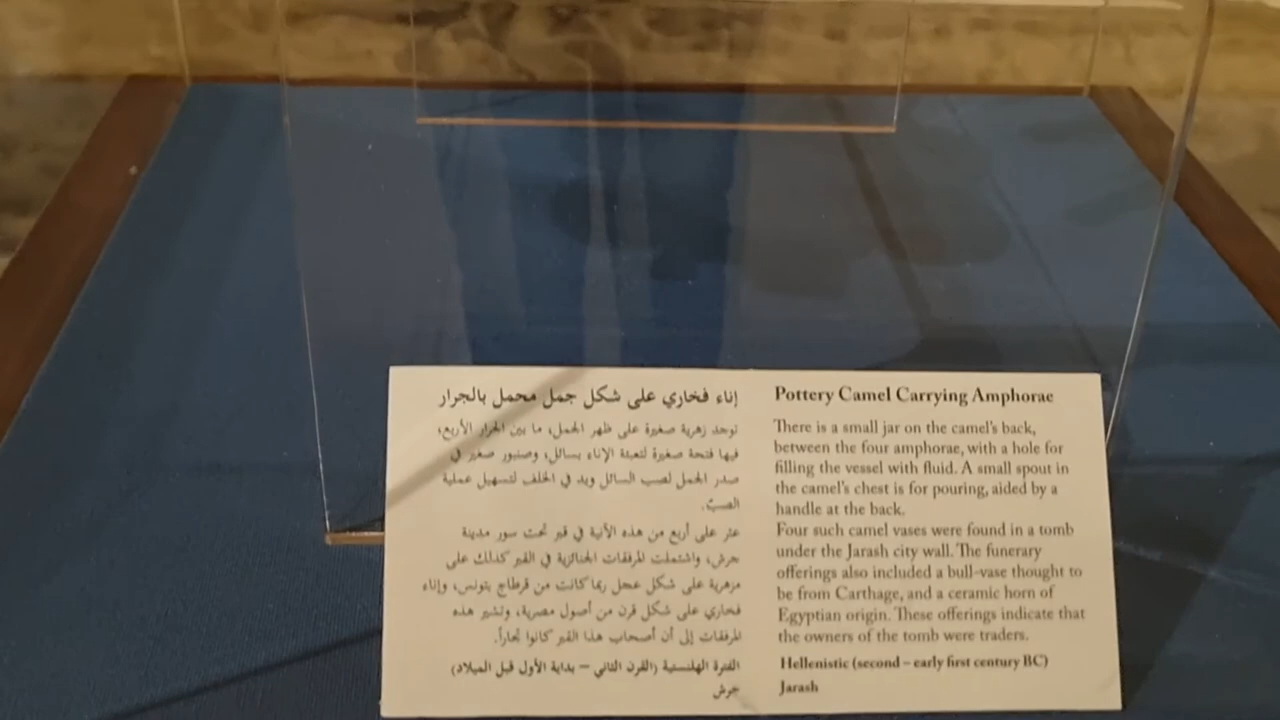 إناء فخاري على شكل جمل محمل بالجرار
توجد زهرية صغيرة على ظهر الجمل، ما بين الجرار الأربع،
فيها فتحة صغيرة لتعبئة الإناء بسائل، وصنبور صغير في
صدر الجمل لصب السائل ويد في الخلف لتسهيل عملية
الصبّ.
عثر على أربع من هذه الآنية في قبر تحت سور مدينة
جرش، واشتملت المرفقات الجنائزية في القبر كذلك على
مزهرية على شكل عجل ربما كانت من قرطاج بتونس، وإناء
فخاري على شكل قرن من أصول مصرية، وتشير هذه
المرفقات إلى أن أصحاب هذا القبر كانوا تجاراً.
الفترة الهلنستية (القرن الثاني – بداية الأول قبل الميلاد)
جرش
Pottery Camel Carrying Amphorae
There is a small jar on the camel's back,
between the four amphorae, with a hole for
filling the vessel with fluid. A small spout in
the camel's chest is for pouring, aided by a
handle at the back.
Four such camel vases were found in a tomb
under the Jarash city wall. The funerary
offerings also included a bull-vase thought to
be from Carthage, and a ceramic horn of
Egyptian origin. These offerings indicate that
the owners of the tomb were traders.
Hellenistic (second – early first century BC)
Jarash